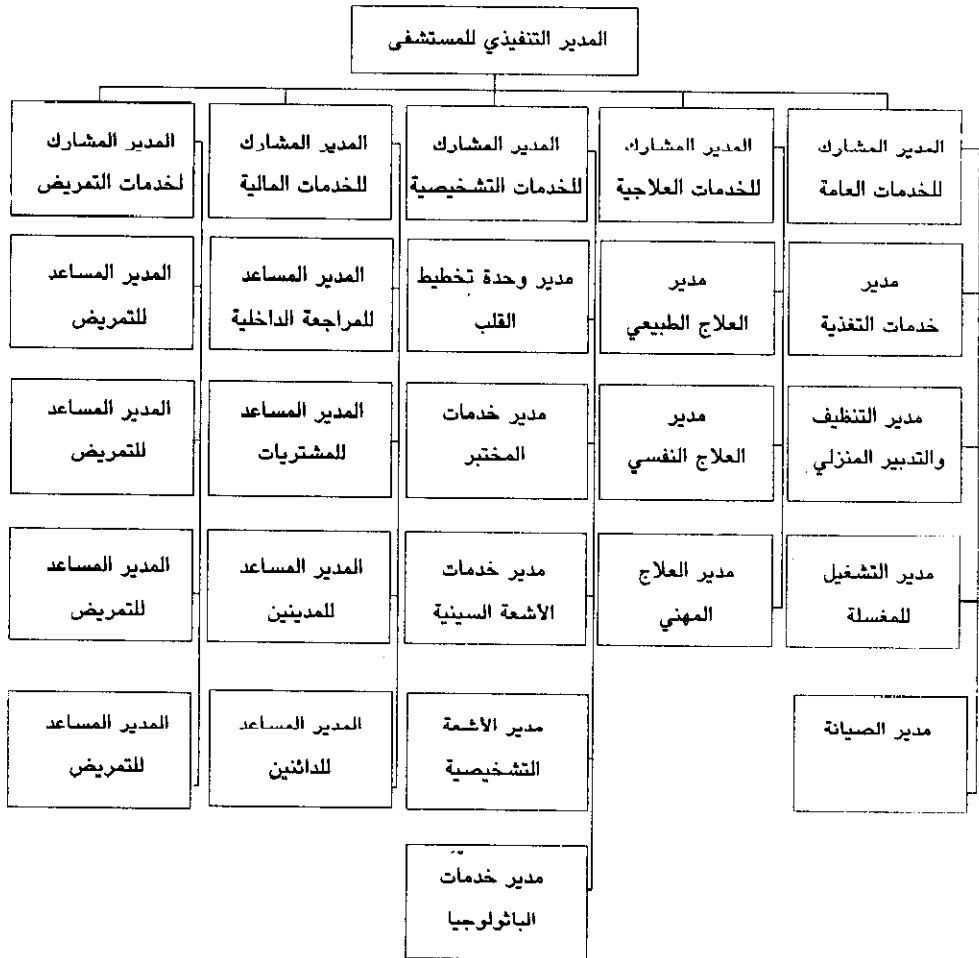 المدير التنفيذي للمستشفى
المدير المشارك
للخدمات العامة
مدير
خدمات التغذية
مدير التنظيف
والتدبير المنزلي
مدير التشغيل
للمغسلة
مدير الصيانة
المدير المشارك
للخدمات العلاجية
مدير
العلاج الطبيعي
مدير
العلاج النفسي
مدير العلاج
المهني
المدير المشارك
للخدمات التشخيصية
مدير وحدة تخطيط
القلب
مدير خدمات
المختبر
مدير خدمات
الأشعة السينية
مدير الأشعة
التشخيصية
مدير خدمات
الباثولوجيا
المدير المشارك
للخدمات المالية
المدير المساعد
للمراجعة الداخلية
المدير المساعد
للمشتريات
المدير المساعد
للمدينين
المدير المساعد
للدائنين
المدير المشارك
لخدمات التمريض
المدير المساعد
للتمريض
المدير المساعد
للتمريض
المدير المساعد
للتمريض
المدير المساعد
للتمريض